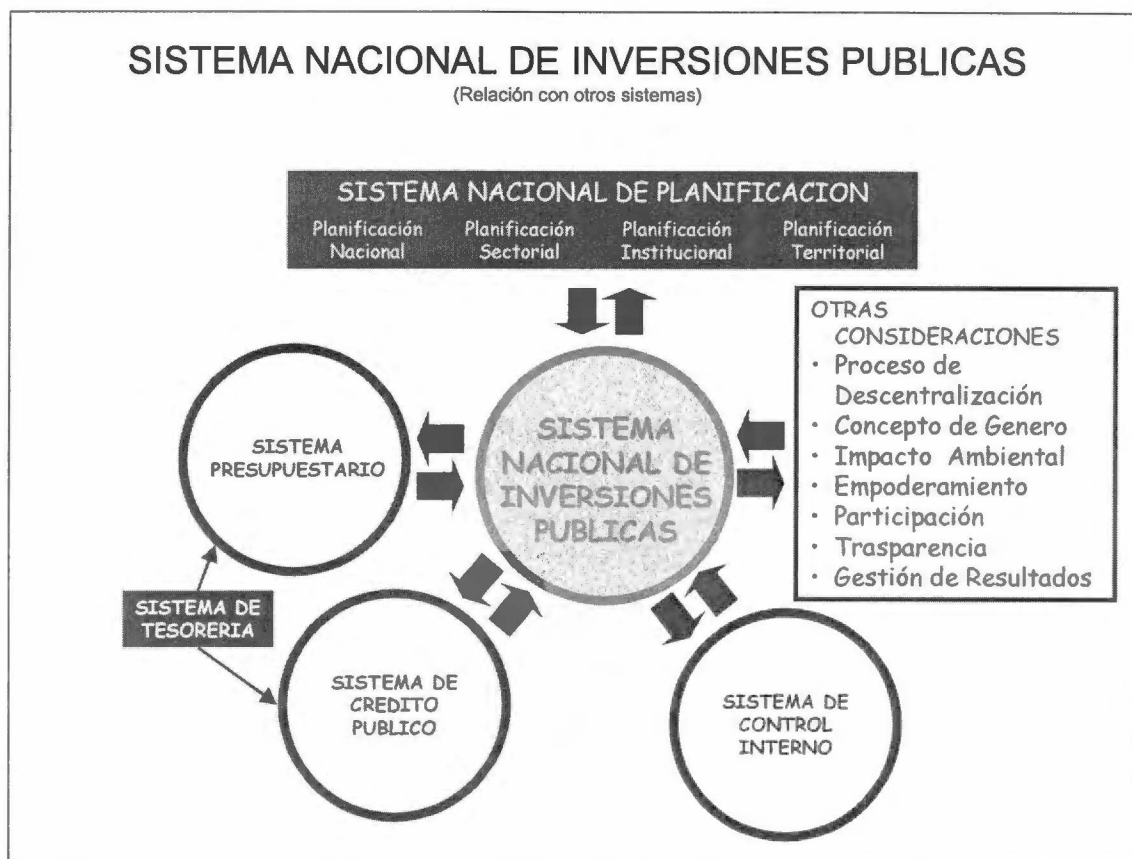 SISTEMA NACIONAL DE INVERSIONES PUBLICAS
(Relación con otros sistemas)
SISTEMA NACIONAL DE PLANIFICACION
Planificación
Nacional
Planificación
Sectorial
Planificación
Institucional
Planificación
Territorial
OTRAS
CONSIDERACIONES
• Proceso de
Descentralización
• Concepto de Genero
• Impacto Ambiental
• Empoderamiento
• Participación
• Trasparencia
• Gestión de Resultados
SISTEMA
PRESUPUESTARIO
SISTEMA
NACIONAL DE
INVERSIONES
PUBLICAS
SISTEMA DE
TESORERIA
SISTEMA DE
CREDITO
PUBLICO
SISTEMA DE
CONTROL
INTERNO